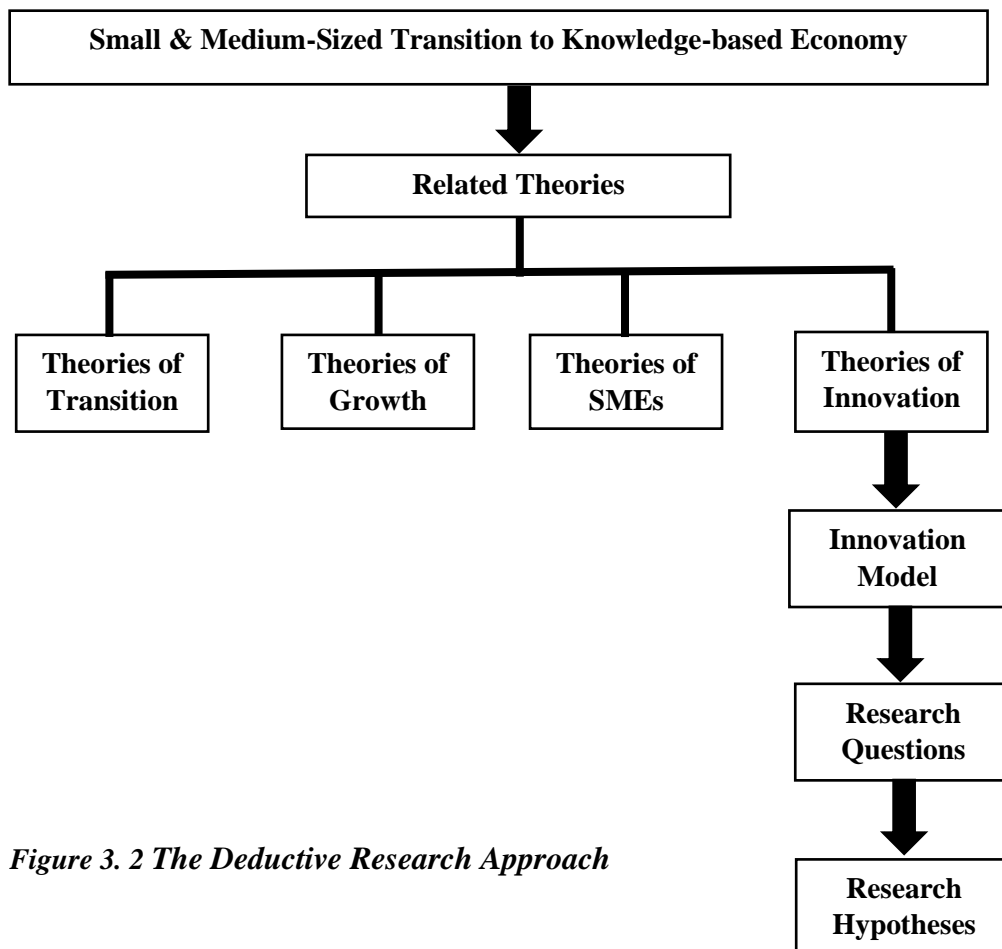 Small & Medium-Sized Transition to Knowledge-based Economy
Related Theories
Theories of
Transition
Theories of
Growth
Theories of
SMEs
Theories of
Innovation
Innovation
Model
Research
Questions
Figure 3. 2 The Deductive Research Approach
Research
Hypotheses